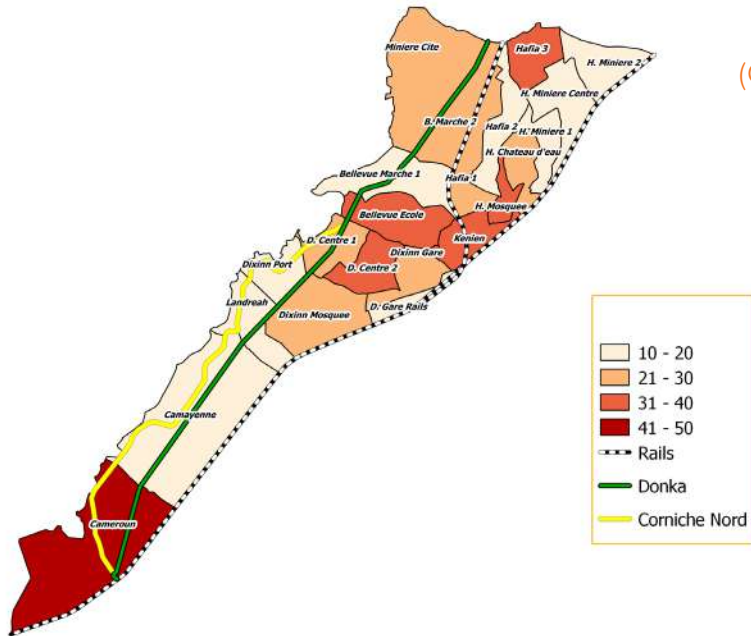 Miniere Cite
Hafia 3
H. Miniere 2
H. Miniere Centre
B. Marche 2
Hafia 2
H. Miniere 1
H. Chateau d'eau
Bellevue Marche 1
Hafia 1
H. Mosquee
Bellevue Ecole
Kenien
D. Centre 1
Dixinn Gare
Dixinn Port
D. Centre 2
Landreah
D. Gare Rails
Dixinn Mosquee
Camayenne
Cameroun
10 - 20
21 - 30
31 - 40
41 - 50
Rails
Donka
Corniche Nord